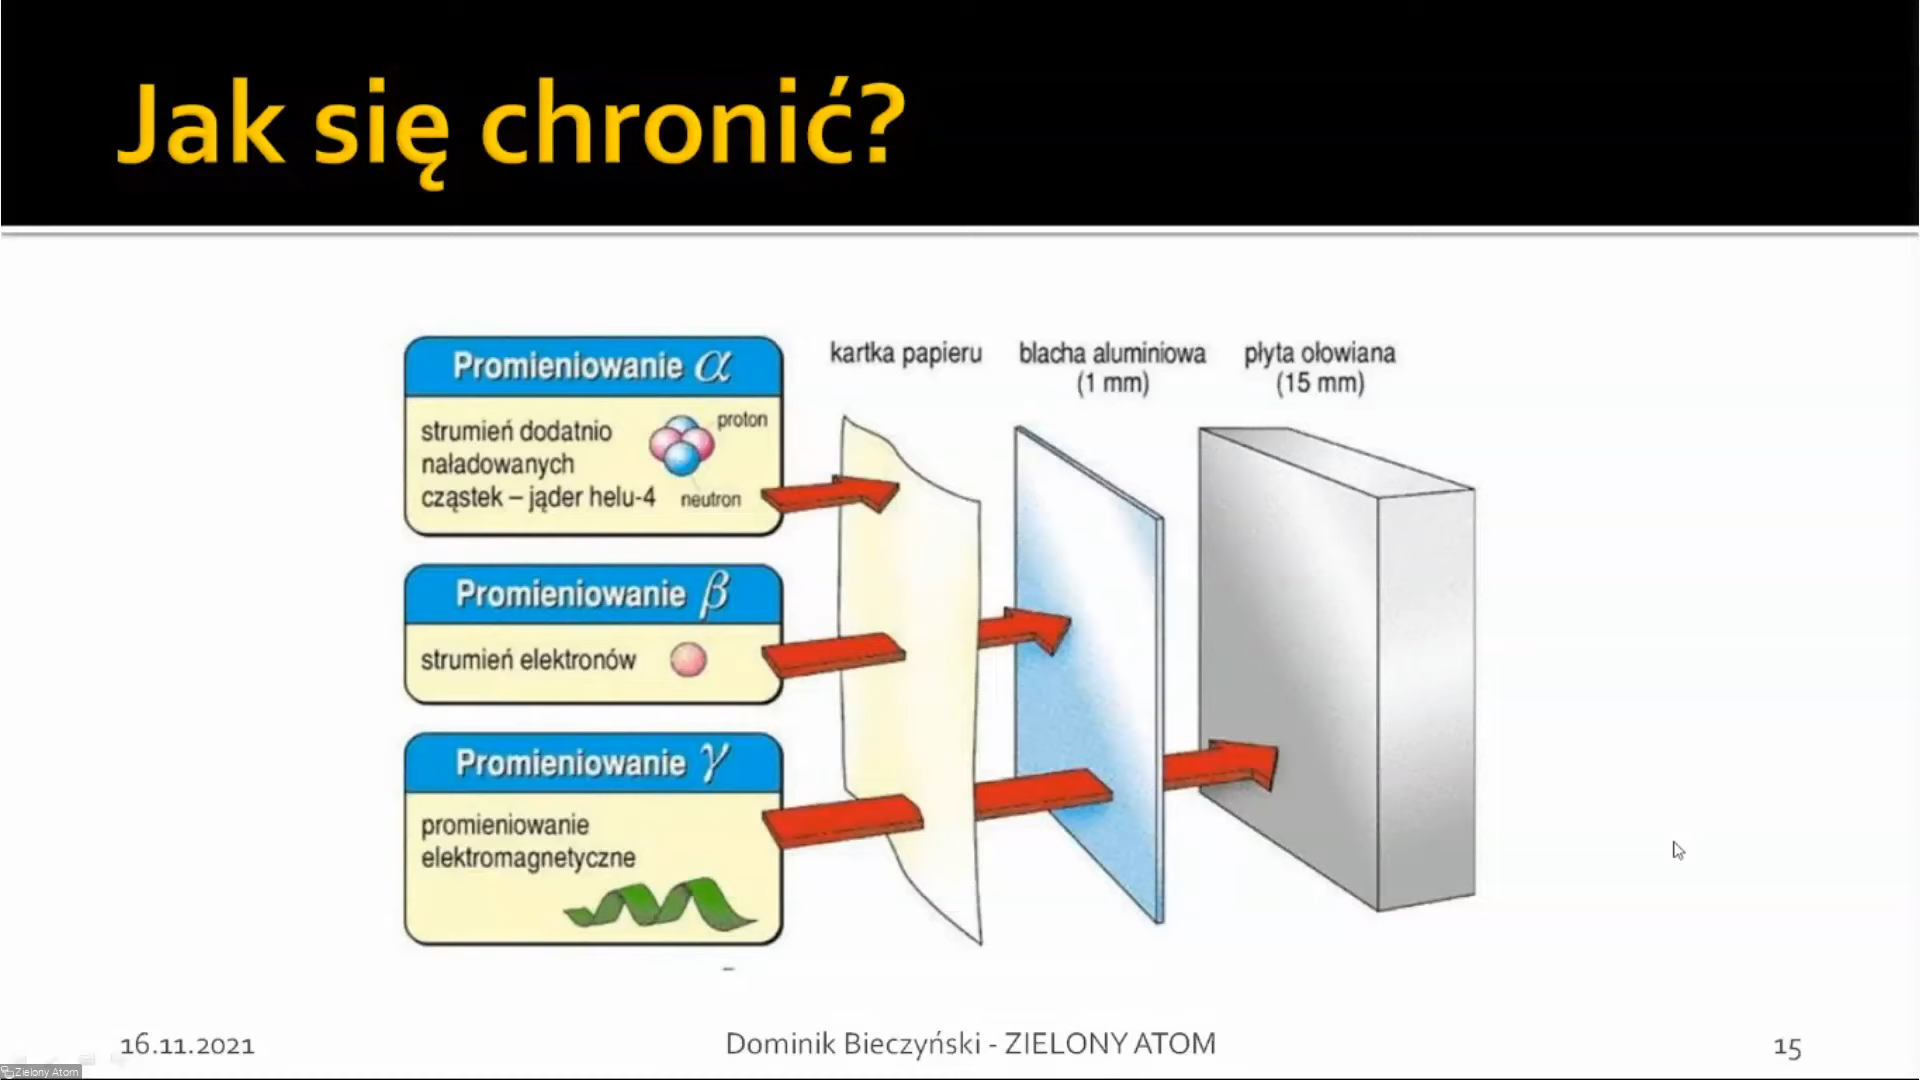 Jak się chronić?
Promieniowanie α
strumień dodatnio
naładowanych
cząstek – jąder helu-4
proton
neutron
kartka papieru
blacha aluminiowa
(1 mm)
płyta ołowiana
(15 mm)
Promieniowanie β
strumień elektronów
Promieniowanie γ
promieniowanie
elektromagnetyczne
16.11.2021
Dominik Bieczyński - ZIELONY ATOM
15
Zielony Atom